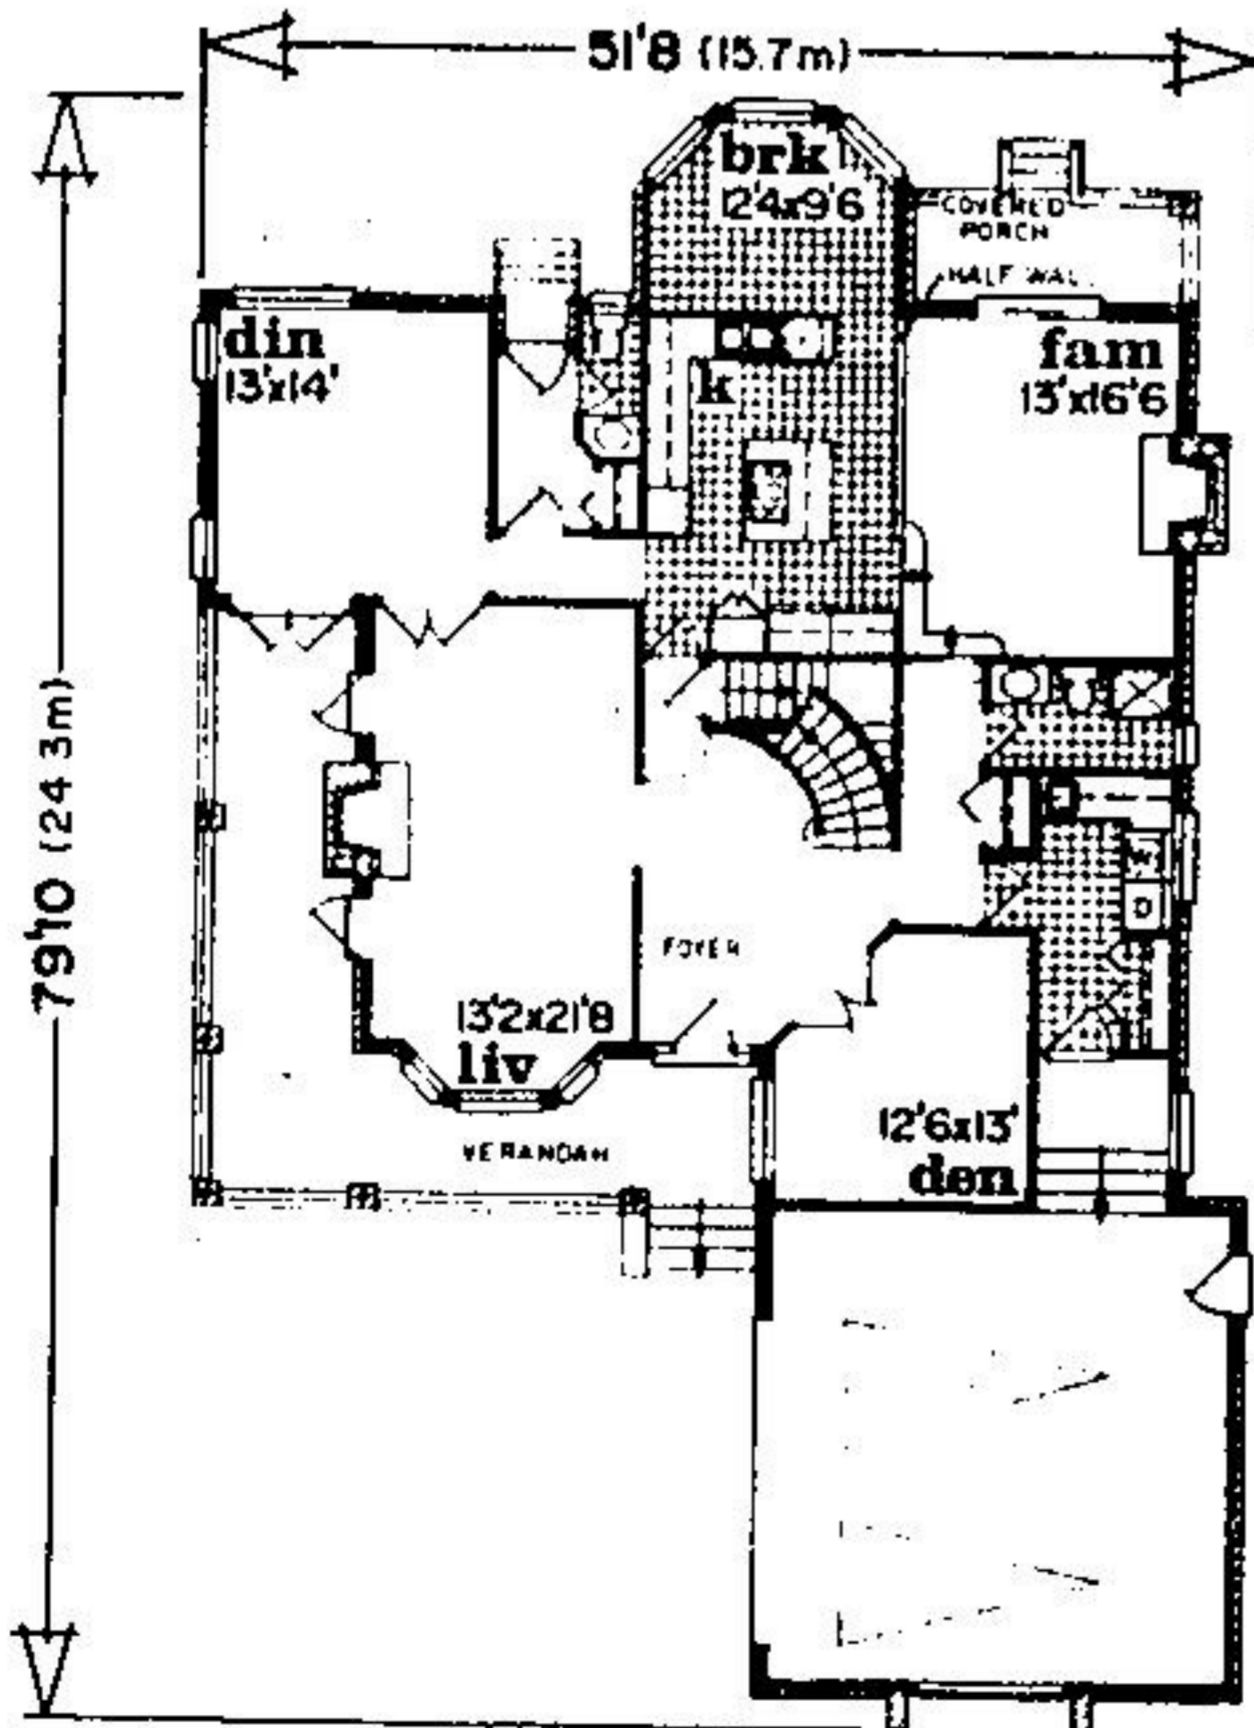 51'8 (15.7m)
brk
12'4x9'6
COVERED
PORCH
HALF WAL
din
13'x14'
k
fam
13'x16'6
79'10 (24 3m)
W
D
FOYER
13'2x21'8
liv
VERANDAH
12'6x13'
den